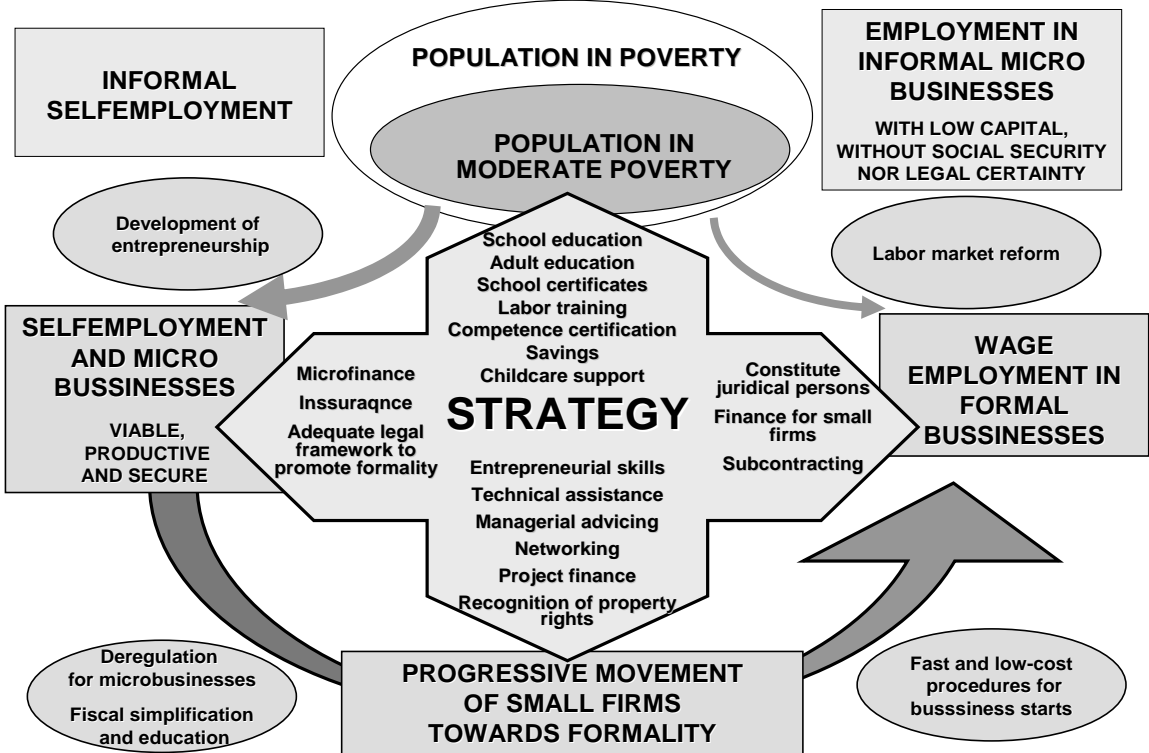 INFORMAL
SELFEMPLOYMENT
POPULATION IN POVERTY
POPULATION IN
MODERATE POVERTY
EMPLOYMENT IN
INFORMAL MICRO
BUSINESSES
WITH LOW CAPITAL,
WITHOUT SOCIAL SECURITY
NOR LEGAL CERTAINTY
Development of
entrepreneurship
Labor market reform
SELFEMPLOYMENT
AND MICRO
BUSSINESSES
VIABLE,
PRODUCTIVE
AND SECURE
School education
Adult education
School certificates
Labor training
Competence certification
Savings
Childcare support
Microfinance
Inssuraqnce
Adequate legal
framework to
promote formality
STRATEGY
Constitute
juridical persons
Finance for small
firms
Subcontracting
WAGE
EMPLOYMENT IN
FORMAL
BUSSINESSES
Entrepreneurial skills
Technical assistance
Managerial advicing
Networking
Project finance
Recognition of property
rights
Deregulation
for microbusinesses
Fiscal simplification
and education
PROGRESSIVE MOVEMENT
OF SMALL FIRMS
TOWARDS FORMALITY
Fast and low-cost
procedures for
busssiness starts